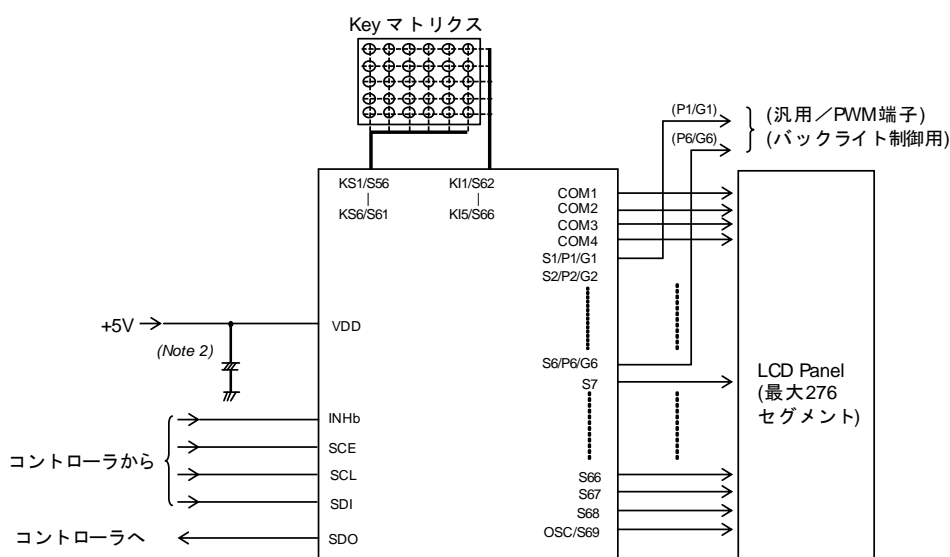 Key マトリクス
(P1/G1)
(汎用／PWM端子)
(P6/G6)
(バックライト制御用)
KS1/S56
KS6/S61
KI1/S62
KI5/S66
COM1
COM2
COM3
COM4
S1/P1/G1
S2/P2/G2
+5V
VDD
(Note 2)
S6/P6/G6
S7
LCD Panel
(最大276
セグメント)
コントローラから
INHb
SCE
SCL
SDI
コントローラへ
SDO
S66
S67
S68
OSC/S69